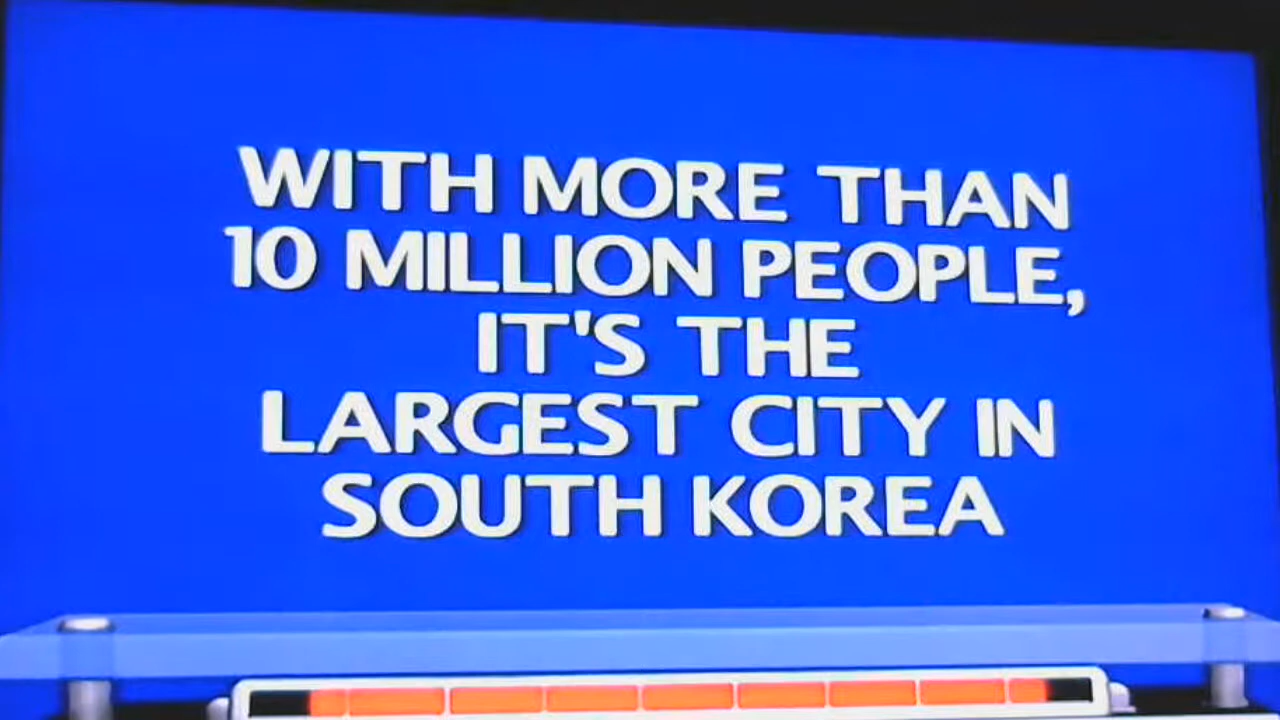 WITH MORE THAN
10 MILLION PEOPLE,
IT'S THE
LARGEST CITY IN
SOUTH KOREA